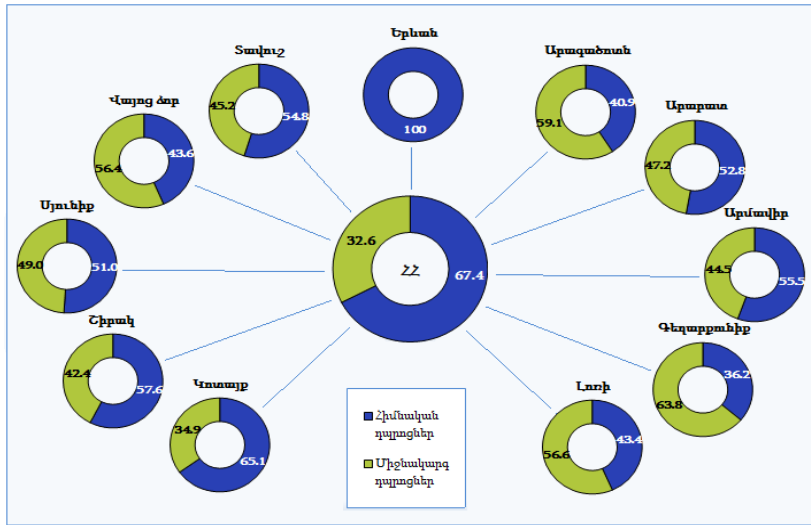 Երևան
100
Արագածոտն
40.9
59.1
Արարատ
52.8
47.2
Արմավիր
55.5
44.5
Գեղարքունիք
36.2
63.8
Լոռի
43.4
56.6
Կոտայք
65.1
34.9
Շիրակ
57.6
42.4
Սյունիք
51.0
49.0
Վայոց ձոր
43.6
56.4
Տավուշ
54.8
45.2
ՀՀ
67.4
32.6
Հիմնական
դպրոցներ
Միջնակարգ
դպրոցներ